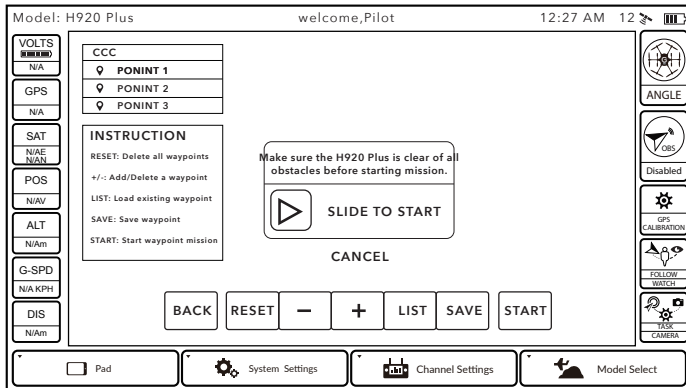 Model: H920 Plus
welcome,Pilot
12:27 AM
12
VOLTS
N/A
GPS
N/A
SAT
N/AE
N/AN
POS
N/AV
ALT
N/Am
G-SPD
N/A KPH
DIS
N/Am
CCC
PONINT 1
PONINT 2
PONINT 3
INSTRUCTION
RESET: Delete all waypoints
+/-: Add/Delete a waypoint
LIST: Load existing waypoint
SAVE: Save waypoint
START: Start waypoint mission
Make sure the H920 Plus is clear of all
obstacles before starting mission.
SLIDE TO START
CANCEL
BACK
RESET
−
+
LIST
SAVE
START
ANGLE
OBS
Disabled
GPS
CALIBRATION
FOLLOW
WATCH
TASK
CAMERA
Pad
System Settings
Channel Settings
Model Select